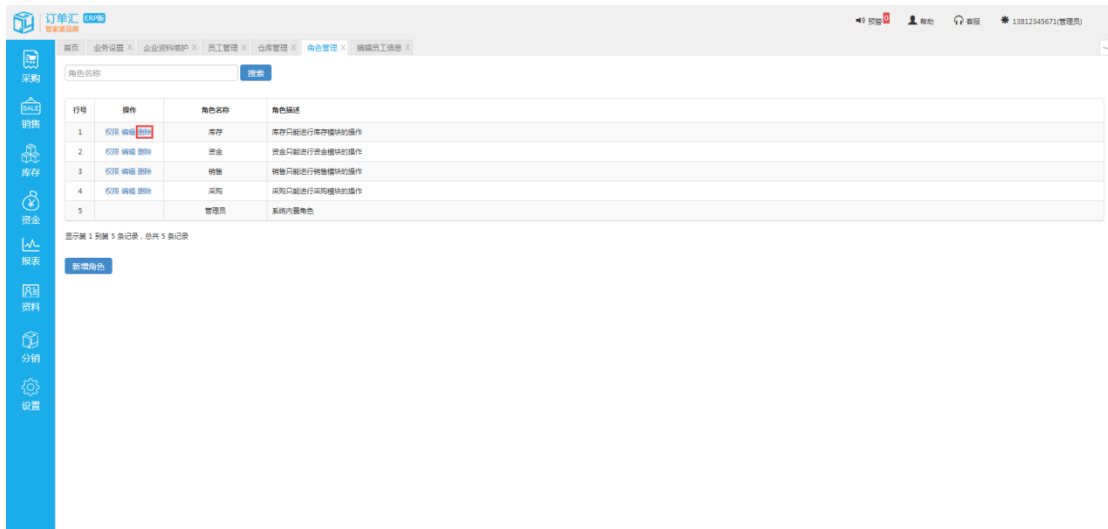 订单汇 ERP版
管家婆品牌
预警 0 帮助 客服 13812345671(管理员)
首页 业务设置 X 企业资料维护 X 员工管理 X 仓库管理 X 角色管理 X 编辑员工信息 X
采购
销售
库存
资金
报表
资料
分销
设置
角色名称 搜索
行号 操作 角色名称 角色描述
1 权限 编辑 删除 库存 库存只能进行库存模块的操作
2 权限 编辑 删除 资金 资金只能进行资金模块的操作
3 权限 编辑 删除 销售 销售只能进行销售模块的操作
4 权限 编辑 删除 采购 采购只能进行采购模块的操作
5 管理员 系统内置角色
显示第 1 到第 5 条记录，总共 5 条记录
新增角色